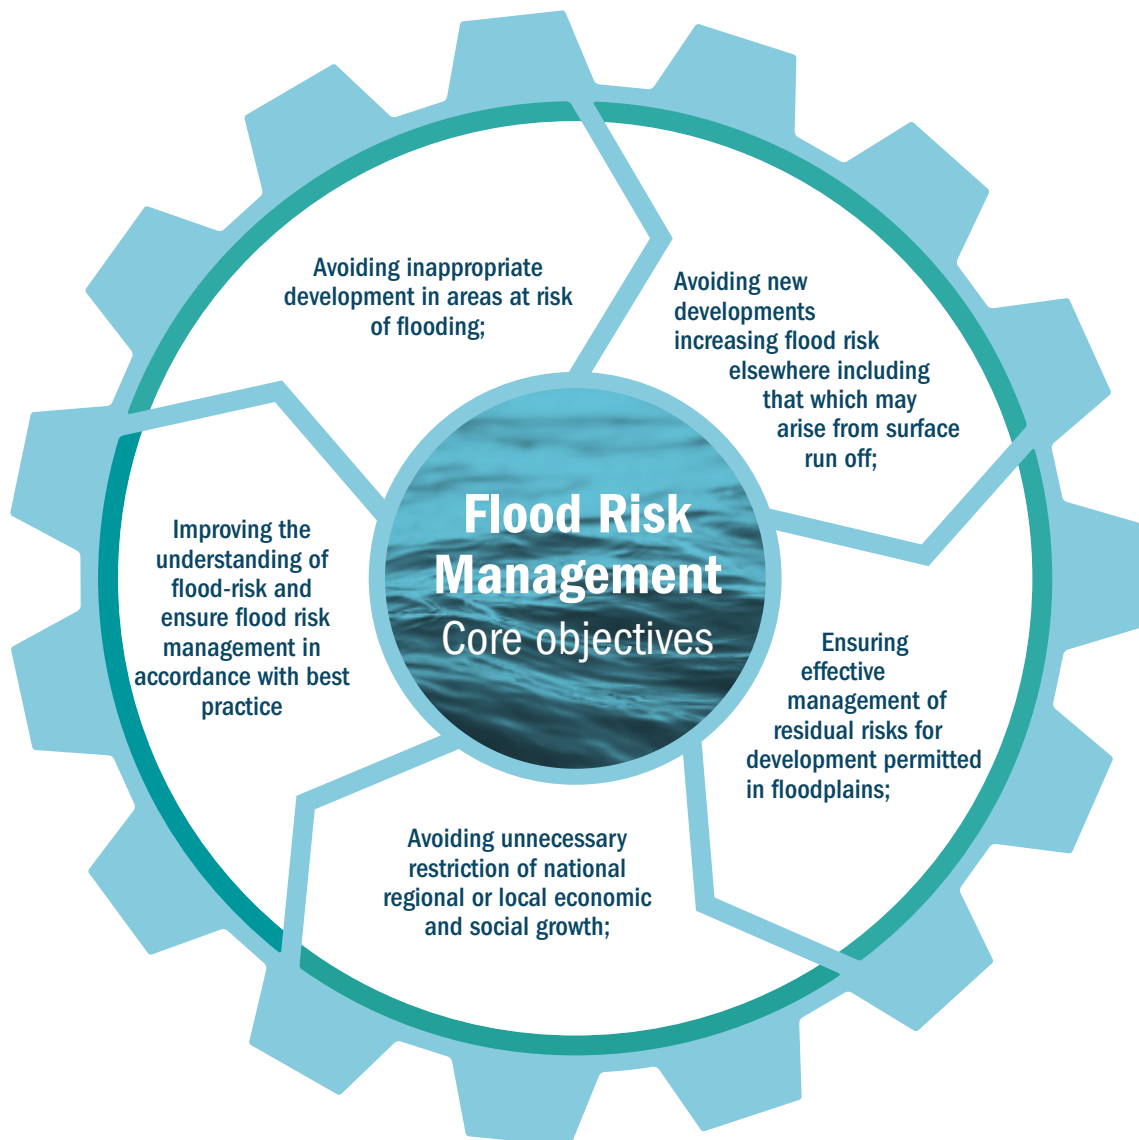 Flood Risk
Management
Core objectives
Avoiding inappropriate
development in areas at risk
of flooding;
Avoiding new
developments
increasing flood risk
elsewhere including
that which may
arise from surface
run off;
Ensuring
effective
management of
residual risks for
development permitted
in floodplains;
Avoiding unnecessary
restriction of national
regional or local economic
and social growth;
Improving the
understanding of
flood-risk and
ensure flood risk
management in
accordance with best
practice